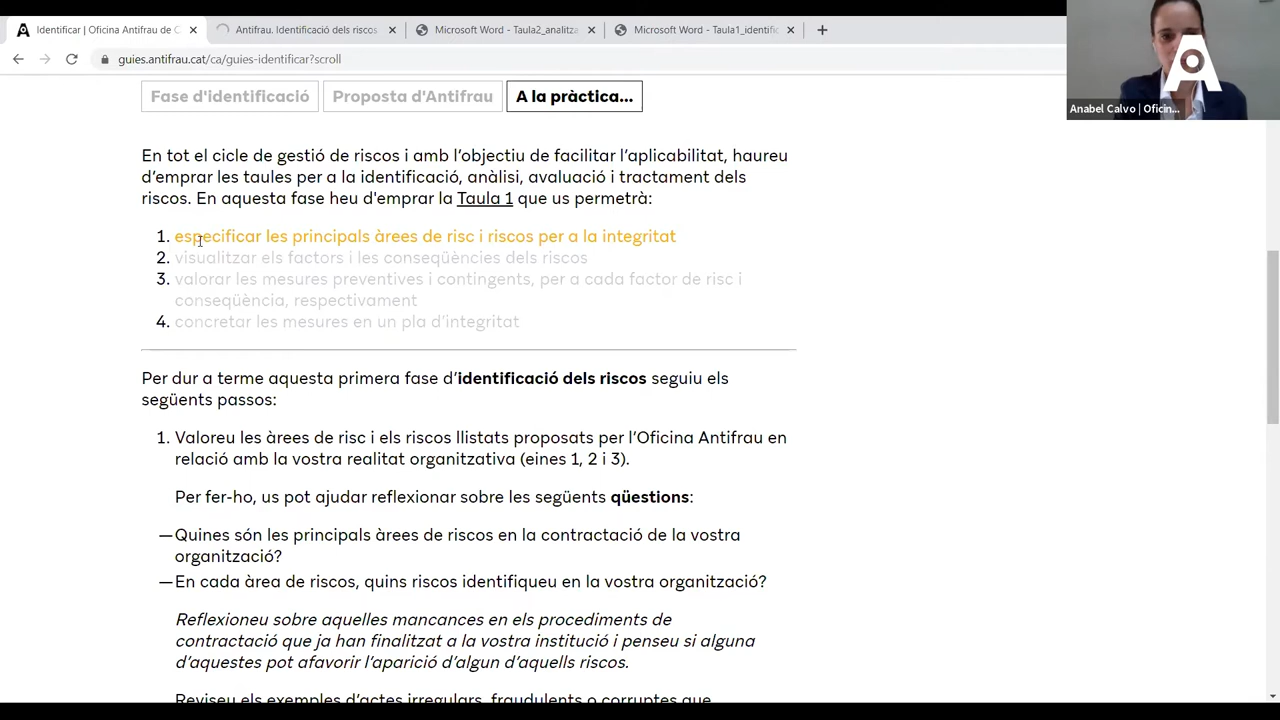 Identificar | Oficina Antifrau de C
Antifrau. Identificació dels riscos
Microsoft Word - Taula2_analitza
Microsoft Word - Taula1_identific
guies.antifrau.cat/ca/guies-identificar?scroll
Anabel Calvo | Oficin...
Fase d'identificació
Proposta d'Antifrau
A la pràctica...
En tot el cicle de gestió de riscos i amb l'objectiu de facilitar l'aplicabilitat, haureu
d'emprar les taules per a la identificació, anàlisi, avaluació i tractament dels
riscos. En aquesta fase heu d'emprar la Taula 1 que us permetrà:
1. especificar les principals àrees de risc i riscos per a la integritat
2. visualitzar els factors i les conseqüències dels riscos
3. valorar les mesures preventives i contingents, per a cada factor de risc i
conseqüència, respectivament
4. concretar les mesures en un pla d'integritat
Per dur a terme aquesta primera fase d'identificació dels riscos seguiu els
següents passos:
1. Valoreu les àrees de risc i els riscos llistats proposats per l'Oficina Antifrau en
relació amb la vostra realitat organitzativa (eines 1, 2 i 3).
Per fer-ho, us pot ajudar reflexionar sobre les següents qüestions:
—Quines són les principals àrees de riscos en la contractació de la vostra
organització?
—En cada àrea de riscos, quins riscos identifiqueu en la vostra organització?
Reflexioneu sobre aquelles mancances en els procediments de
contractació que ja han finalitzat a la vostra institució i penseu si alguna
d'aquestes pot afavorir l'aparició d'algun d'aquells riscos.
Reviseu els exemples d'actes irregulars, fraudulents o corruptes que